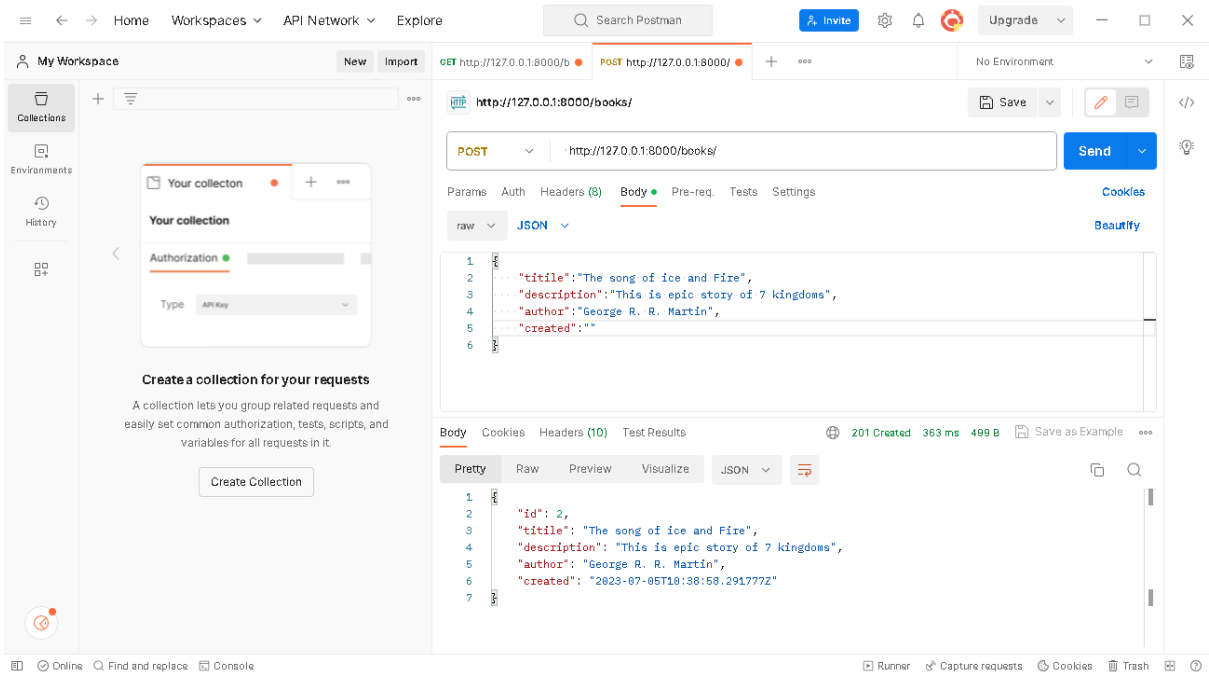 Home Workspaces API Network Explore Search Postman Invite Upgrade
My Workspace New Import GET http://127.0.0.1:8000/b POST http://127.0.0.1:8000/ No Environment
Collections
Environments
History
HTTP http://127.0.0.1:8000/books/ Save
POST http://127.0.0.1:8000/books/ Send
Params Auth Headers (8) Body Pre-req. Tests Settings Cookies
raw JSON Beautify
1 {
2 "titile":"The song of ice and Fire",
3 "description":"This is epic story of 7 kingdoms",
4 "author":"George R. R. Martin",
5 "created":""
6 }
Your collecton
Your collection
Authorization
Type API Key
Create a collection for your requests
A collection lets you group related requests and
easily set common authorization, tests, scripts, and
variables for all requests in it.
Create Collection
Body Cookies Headers (10) Test Results 201 Created 363 ms 499 B Save as Example
Pretty Raw Preview Visualize JSON
1 {
2 "id": 2,
3 "titile": "The song of ice and Fire",
4 "description": "This is epic story of 7 kingdoms",
5 "author": "George R. R. Martin",
6 "created": "2023-07-05T10:38:58.291777Z"
7 }
Online Find and replace Console Runner Capture requests Cookies Trash